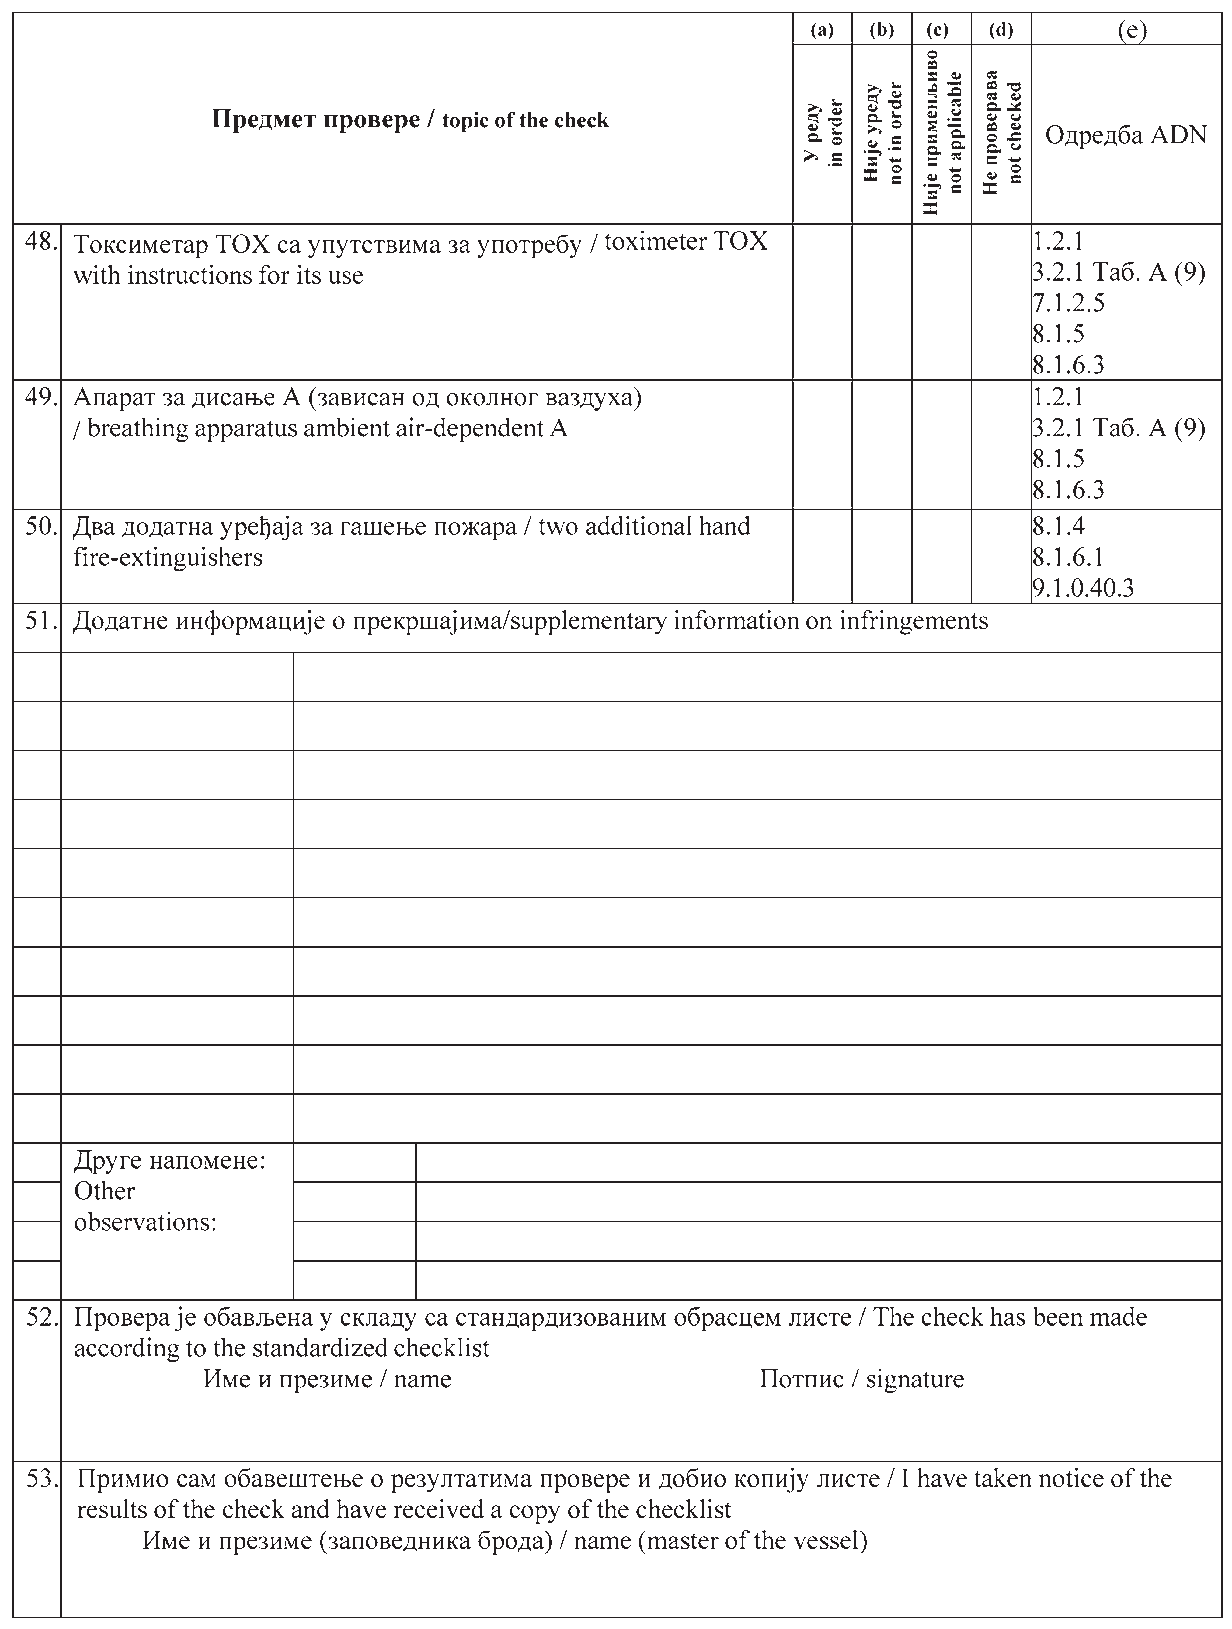 (a) (b) (c) (d) (e)
Предмет провере / topic of the check
У реду
in order
Није уреду
not in order
Није применљиво
not applicable
Не проверава
not checked
Одредба ADN
48. Токсиметар TOX са упутствима за употребу / toximeter TOX
with instructions for its use
1.2.1
3.2.1 Таб. А (9)
7.1.2.5
8.1.5
8.1.6.3
49. Апарат за дисање А (зависан од околног ваздуха)
/ breathing apparatus ambient air-dependent A
1.2.1
3.2.1 Таб. А (9)
8.1.5
8.1.6.3
50. Два додатна уређаја за гашење пожара / two additional hand
fire-extinguishers
8.1.4
8.1.6.1
9.1.0.40.3
51. Додатне информације о прекршајима/supplementary information on infringements
Друге напомене:
Other
observations:
52. Провера је обављена у складу са стандардизованим обрасцем листе / The check has been made
according to the standardized checklist
Име и презиме / name Потпис / signature
53. Примио сам обавештење о резултатима провере и добио копију листе / I have taken notice of the
results of the check and have received a copy of the checklist
Име и презиме (заповедника брода) / name (master of the vessel)